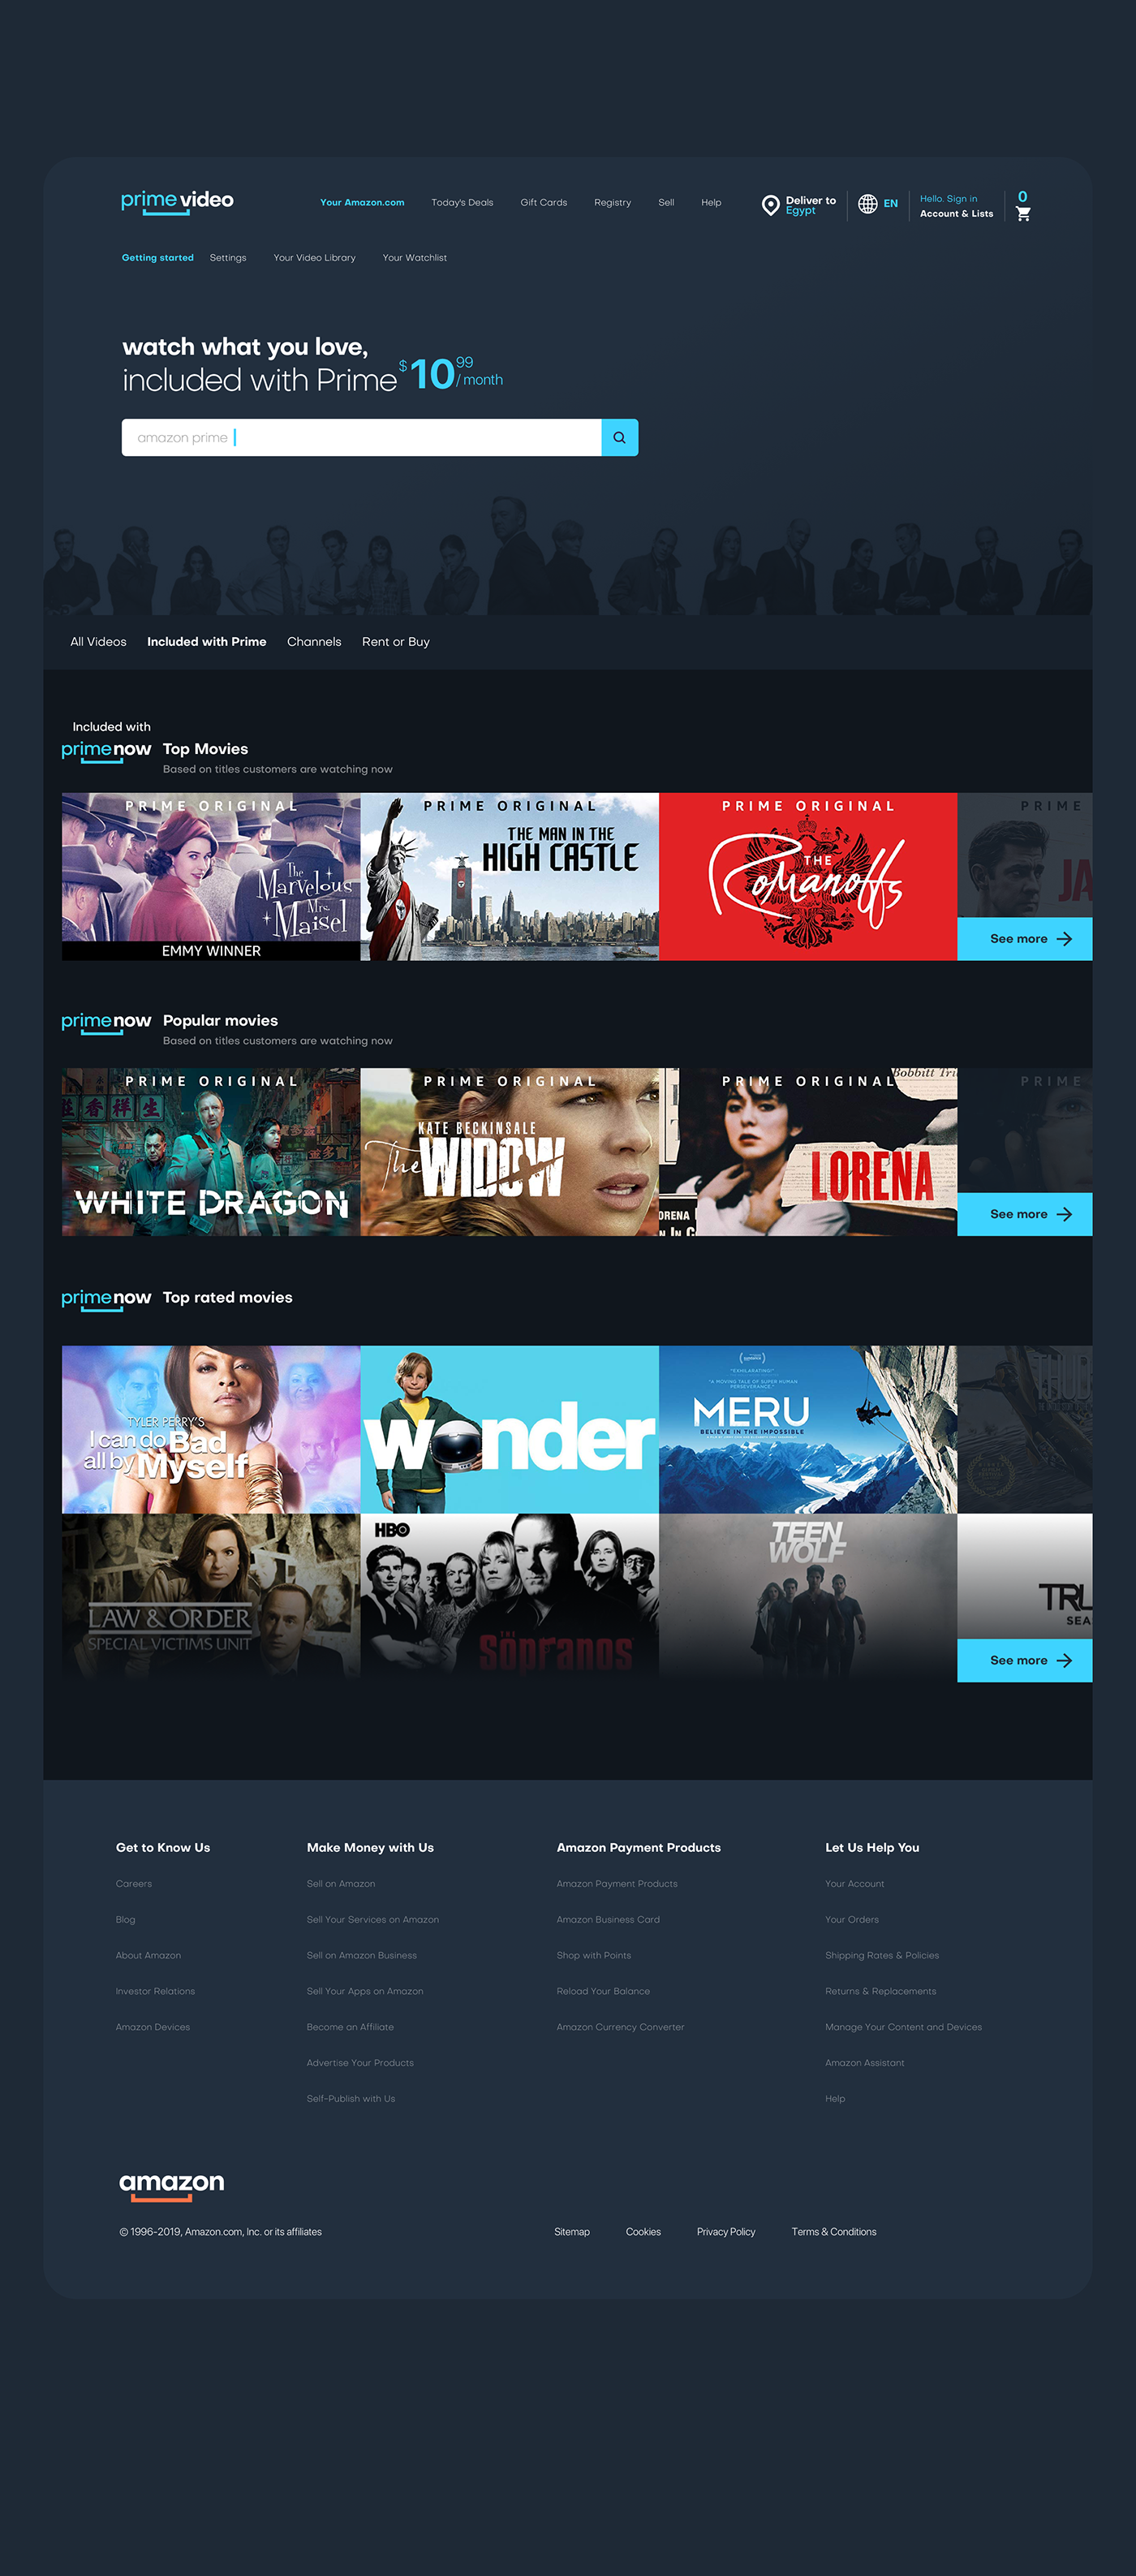 prime video
Your Amazon.com Today's Deals Gift Cards Registry Sell Help
Deliver to
Egypt
EN
Hello. Sign in
Account & Lists
0
Getting started Settings Your Video Library Your Watchlist
watch what you love,
included with Prime $10 99 / month
amazon prime
All Videos Included with Prime Channels Rent or Buy
Included with
prime now Top Movies
Based on titles customers are watching now
PRIME ORIGINAL
The Marvelous Mrs. Maisel
EMMY WINNER
PRIME ORIGINAL
THE MAN IN THE
HIGH CASTLE
PRIME ORIGINAL
THE
Romanoffs
PRIME
JA
See more
prime now Popular movies
Based on titles customers are watching now
PRIME ORIGINAL
WHITE DRAGON
PRIME ORIGINAL
KATE BECKINSALE
The WIDOW
PRIME ORIGINAL
Bobbitt Tri
LORENA
PRIME
See more
prime now Top rated movies
TYLER PERRY'S
I can do Bad
all by Myself
wonder
"EXHILARATING!"
"A MOVING TALE OF SUPER HUMAN
PERSEVERANCE."
MERU
BELIEVE IN THE IMPOSSIBLE
LAW & ORDER
SPECIAL VICTIMS UNIT
HBO
THE
Sopranos
TEEN
WOLF
TRU
SEA
See more
Get to Know Us
Careers
Blog
About Amazon
Investor Relations
Amazon Devices
Make Money with Us
Sell on Amazon
Sell Your Services on Amazon
Sell on Amazon Business
Sell Your Apps on Amazon
Become an Affiliate
Advertise Your Products
Self-Publish with Us
Amazon Payment Products
Amazon Payment Products
Amazon Business Card
Shop with Points
Reload Your Balance
Amazon Currency Converter
Let Us Help You
Your Account
Your Orders
Shipping Rates & Policies
Returns & Replacements
Manage Your Content and Devices
Amazon Assistant
Help
amazon
© 1996-2019, Amazon.com, Inc. or its affiliates
Sitemap Cookies Privacy Policy Terms & Conditions